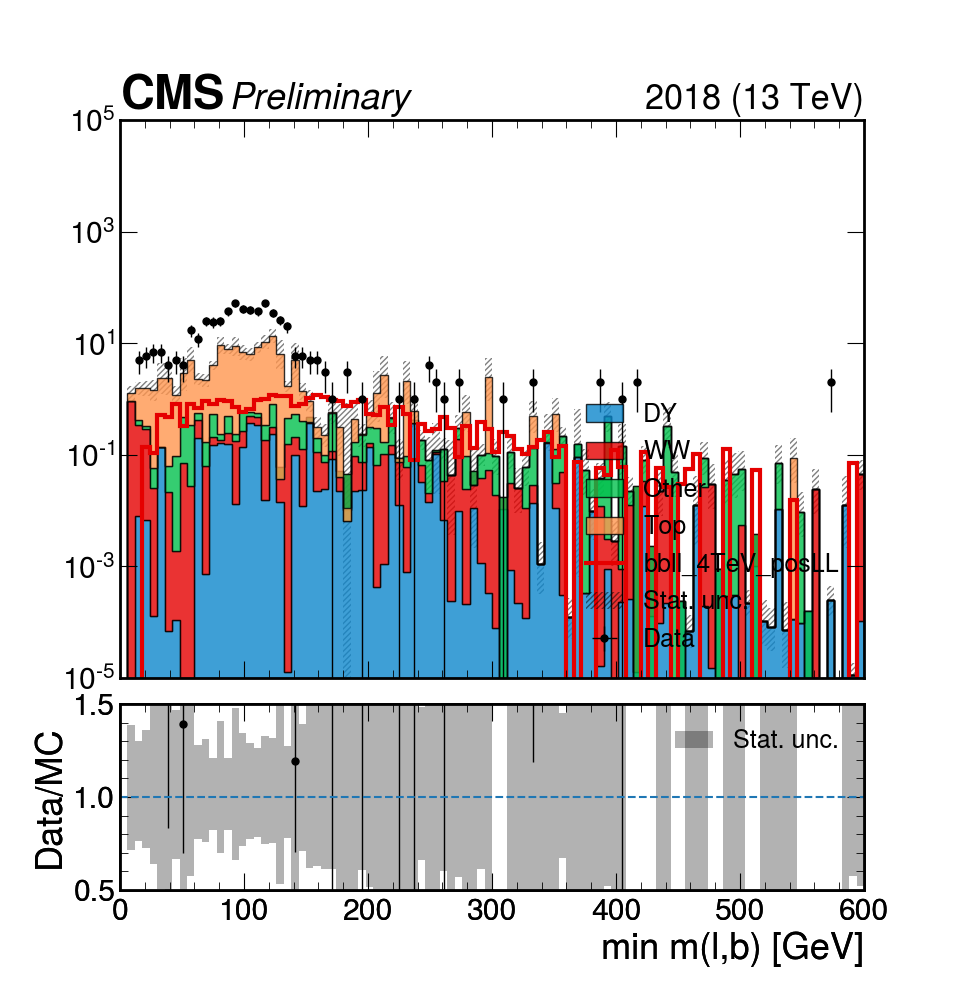 CMS Preliminary 2018 (13 TeV)
10^5
10^3
10^1
10^-1
10^-3
10^-5
DY
WW
Other
Top
bbll_4TeV_posLL
Stat. unc.
Data
1.5
1.0
0.5
Data/MC
Stat. unc.
0 100 200 300 400 500 600
min m(l,b) [GeV]